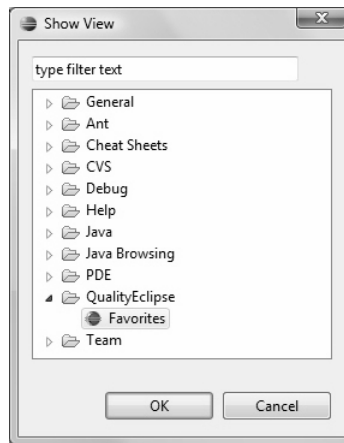 Show View
type filter text
General
Ant
Cheat Sheets
CVS
Debug
Help
Java
Java Browsing
PDE
QualityEclipse
Favorites
Team
OK
Cancel